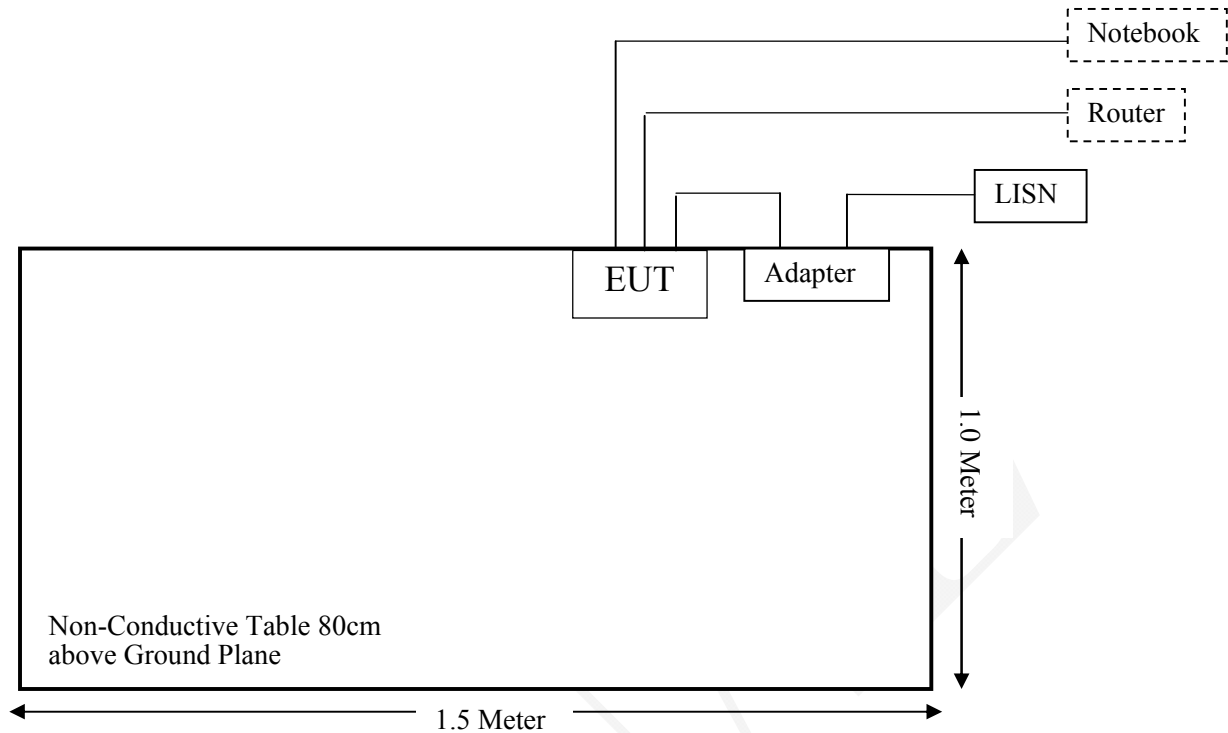 Notebook
Router
LISN
EUT
Adapter
1.0 Meter
Non-Conductive Table 80cm
above Ground Plane
1.5 Meter